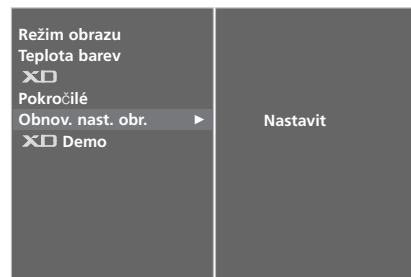 Režim obrazu
Teplota barev
XD
Pokročilé
Obnov. nast. obr. ►
Nastavit
XD Demo